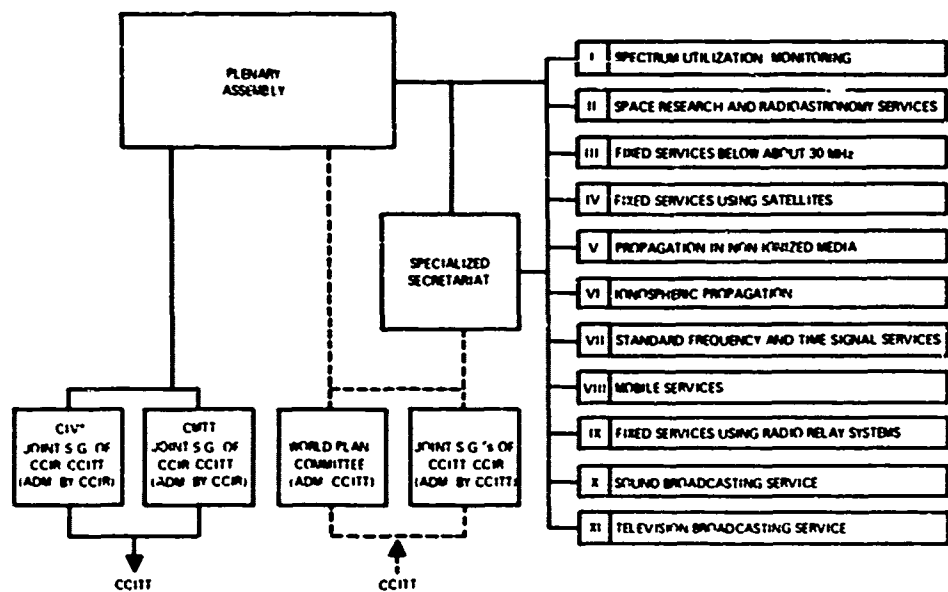 PLENARY
ASSEMBLY
I SPECTRUM UTILIZATION MONITORING
II SPACE RESEARCH AND RADIOASTRONOMY SERVICES
III FIXED SERVICES BELOW ABOUT 30 MHz
IV FIXED SERVICES USING SATELLITES
V PROPAGATION IN NON IONIZED MEDIA
VI IONOSPHERIC PROPAGATION
VII STANDARD FREQUENCY AND TIME SIGNAL SERVICES
VIII MOBILE SERVICES
IX FIXED SERVICES USING RADIO RELAY SYSTEMS
X SOUND BROADCASTING SERVICE
XI TELEVISION BROADCASTING SERVICE
SPECIALIZED
SECRETARIAT
JOINT S.G. OF
CCIR CCITT
(ADM. BY CCIR)
CMTT
JOINT S.G. OF
CCIR CCITT
(ADM. BY CCIR)
WORLD PLAN
COMMITTEE
(ADM. CCITT)
JOINT S.G.'s OF
CCITT CCIR
(ADM. BY CCITT)
CCITT
CCITT